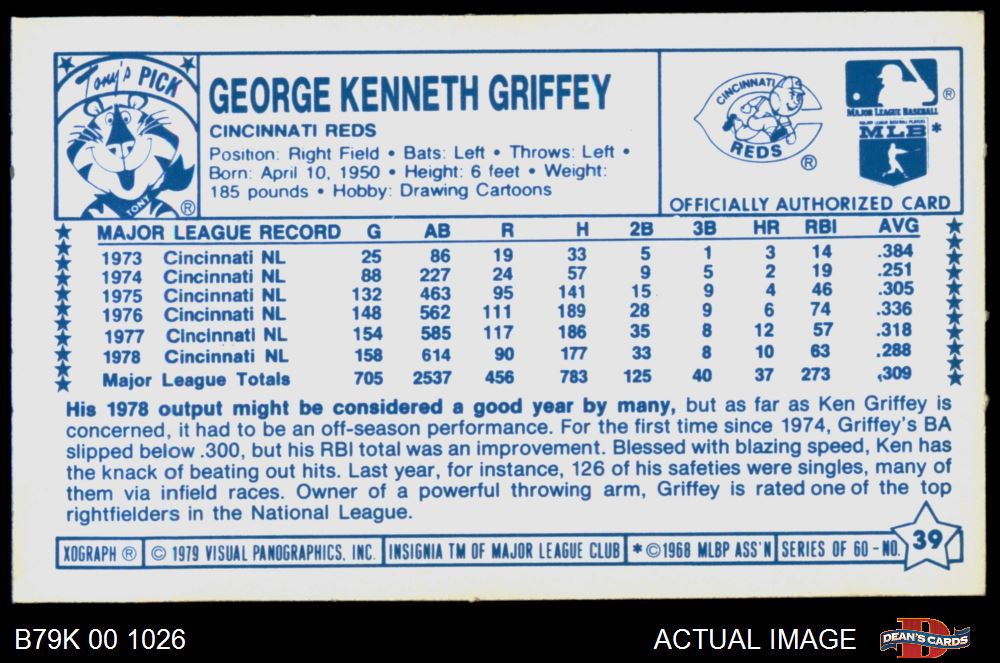 Tony's PICK
TONY
®
GEORGE KENNETH GRIFFEY
CINCINNATI REDS
Position: Right Field • Bats: Left • Throws: Left •
Born: April 10, 1950 • Height: 6 feet • Weight:
185 pounds • Hobby: Drawing Cartoons
CINCINNATI
REDS
®
®
MAJOR LEAGUE BASEBALL
MAJOR LEAGUE BASEBALL PLAYERS
MLB *
OFFICIALLY AUTHORIZED CARD
MAJOR LEAGUE RECORD G AB R H 2B 3B HR RBI AVG
1973 Cincinnati NL 25 86 19 33 5 1 3 14 .384
1974 Cincinnati NL 88 227 24 57 9 5 2 19 .251
1975 Cincinnati NL 132 463 95 141 15 9 4 46 .305
1976 Cincinnati NL 148 562 111 189 28 9 6 74 .336
1977 Cincinnati NL 154 585 117 186 35 8 12 57 .318
1978 Cincinnati NL 158 614 90 177 33 8 10 63 .288
Major League Totals 705 2537 456 783 125 40 37 273 .309
His 1978 output might be considered a good year by many, but as far as Ken Griffey is
concerned, it had to be an off-season performance. For the first time since 1974, Griffey's BA
slipped below .300, but his RBI total was an improvement. Blessed with blazing speed, Ken has
the knack of beating out hits. Last year, for instance, 126 of his safeties were singles, many of
them via infield races. Owner of a powerful throwing arm, Griffey is rated one of the top
rightfielders in the National League.
XOGRAPH ® © 1979 VISUAL PANOGRAPHICS, INC. INSIGNIA TM OF MAJOR LEAGUE CLUB * ©1968 MLBP ASS'N SERIES OF 60 - NO. 39
B79K 00 1026 ACTUAL IMAGE DEAN'S CARDS